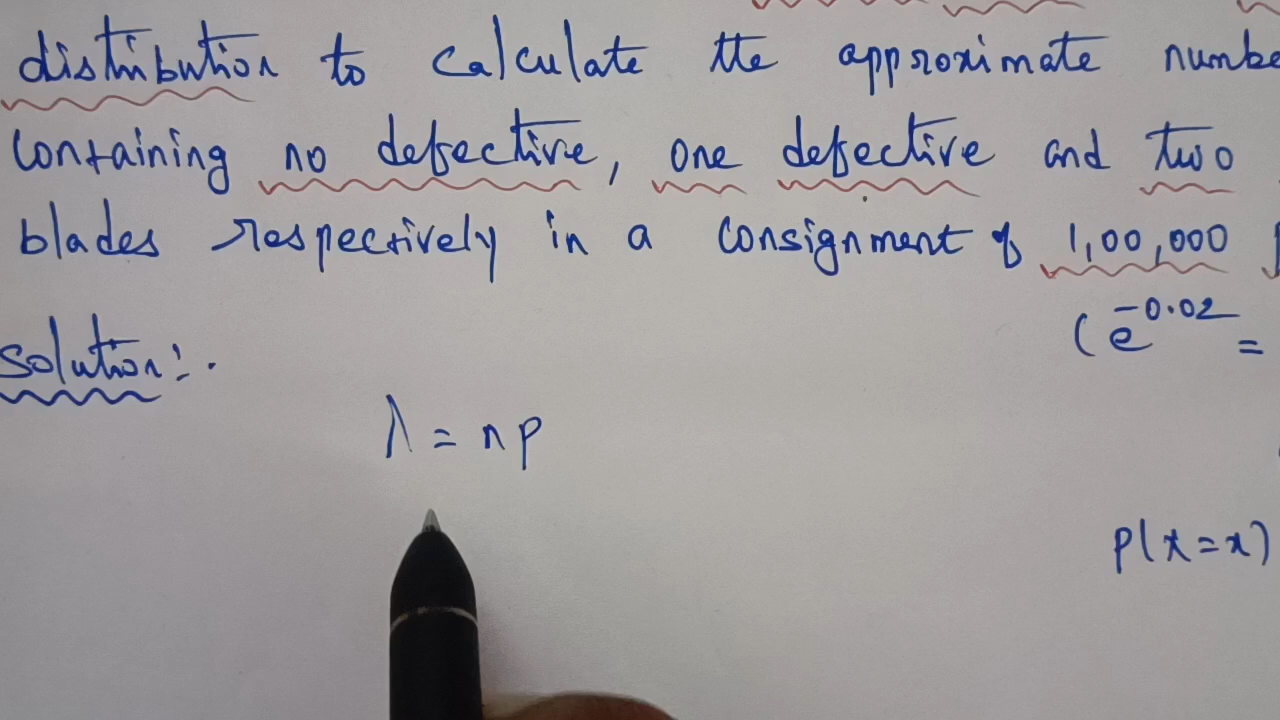 distribution to calculate the approximate numbe
containing no defective, one defective and two
blades respectively in a consignment of 1,00,000
(e^-0.02 =
solution:-.
λ = np
p(x=x)